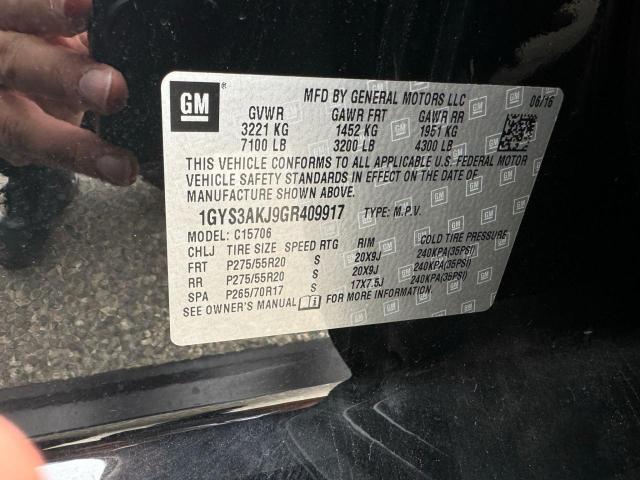 GM ®
MFD BY GENERAL MOTORS LLC 06/16
GVWR GAWR FRT GAWR RR
3221 KG 1452 KG 1951 KG
7100 LB 3200 LB 4300 LB
THIS VEHICLE CONFORMS TO ALL APPLICABLE U.S. FEDERAL MOTOR
VEHICLE SAFETY STANDARDS IN EFFECT ON THE DATE OF
MANUFACTURE SHOWN ABOVE.
1GYS3AKJ9GR409917 TYPE: M.P.V.
MODEL: C15706
CHLJ TIRE SIZE SPEED RTG RIM COLD TIRE PRESSURE
FRT P275/55R20 S 20X9J 240KPA(35PSI)
RR P275/55R20 S 20X9J 240KPA(35PSI)
SPA P265/70R17 S 17X7.5J 240KPA(35PSI)
SEE OWNER'S MANUAL i FOR MORE INFORMATION.